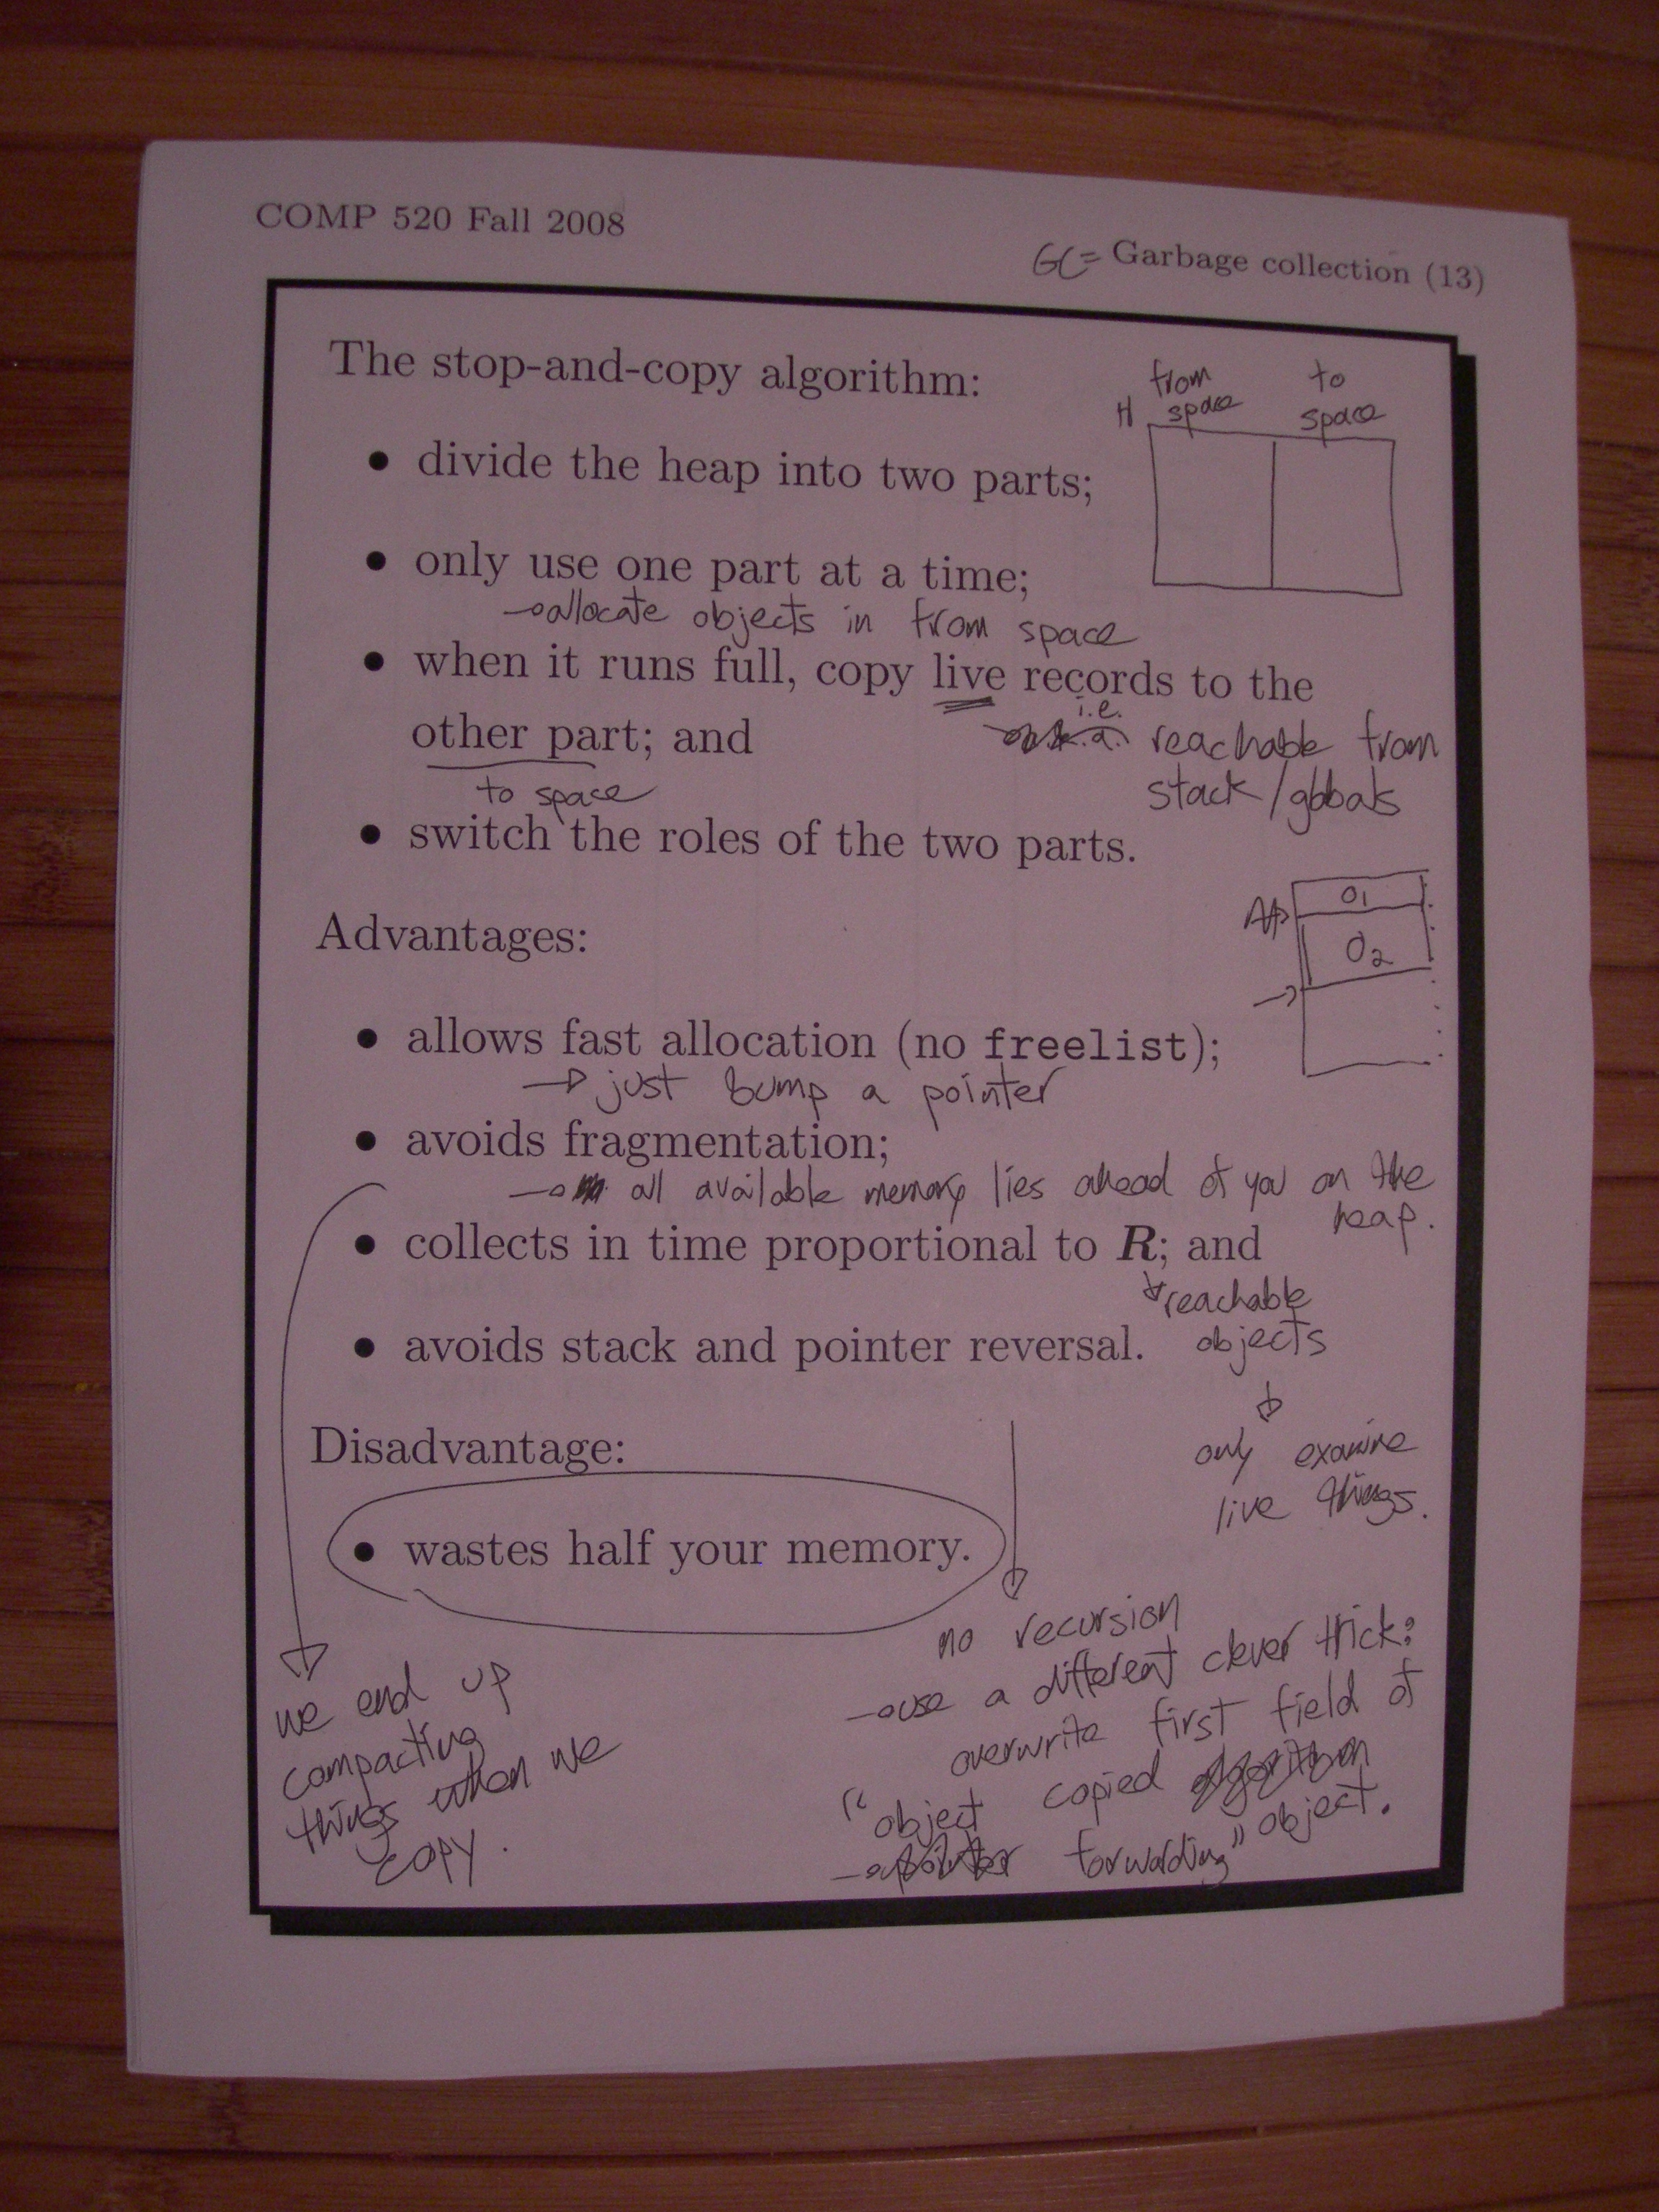 COMP 520 Fall 2008
GC = Garbage collection (13)
The stop-and-copy algorithm:
from to
H space space
• divide the heap into two parts;
• only use one part at a time;
→ allocate objects in from space
• when it runs full, copy live records to the
i.e.
other part; and reachable from
to space stack/globals
• switch the roles of the two parts.
O1
Advantages:
O2
• allows fast allocation (no freelist);
→ just bump a pointer
• avoids fragmentation;
→ all available memory lies ahead of you on the
heap.
• collects in time proportional to R; and
reachable
objects
• avoids stack and pointer reversal.
only examine
live things.
Disadvantage:
• wastes half your memory.
we end up
compacting
things when we
copy.
no recursion
→ use a different clever trick:
overwrite first field of
copied object.
"object forwarding"